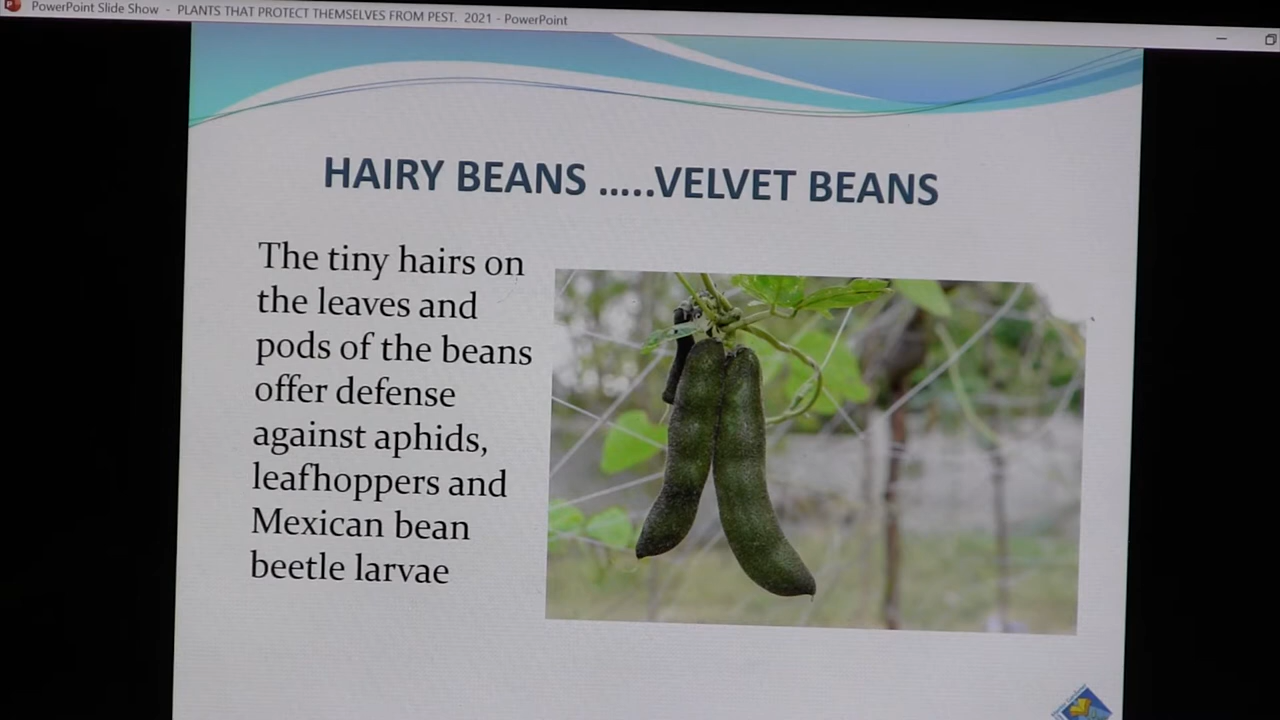 PowerPoint Slide Show - PLANTS THAT PROTECT THEMSELVES FROM PEST. 2021 - PowerPoint
HAIRY BEANS .....VELVET BEANS
The tiny hairs on
the leaves and
pods of the beans
offer defense
against aphids,
leafhoppers and
Mexican bean
beetle larvae